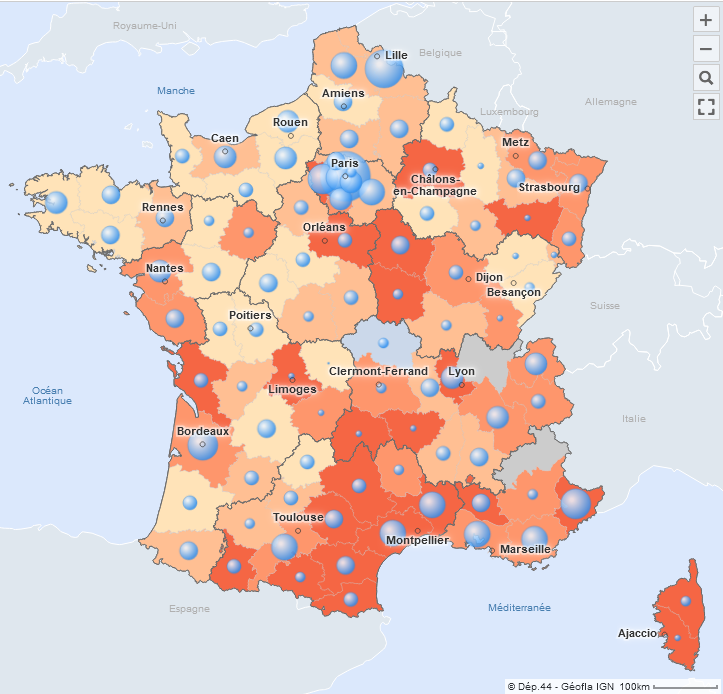 Royaume-Uni
Lille
Belgique
Manche
Amiens
Allemagne
Luxembourg
Rouen
Caen
Metz
Paris
Châlons-
en-Champagne
Strasbourg
Rennes
Orléans
Nantes
Dijon
Besançon
Suisse
Poitiers
Clermont-Ferrand
Lyon
Limoges
Océan
Atlantique
Italie
Bordeaux
Toulouse
Montpellier
Marseille
Espagne
Méditerranée
Ajaccio
© Dép.44 - Géofla IGN 100km